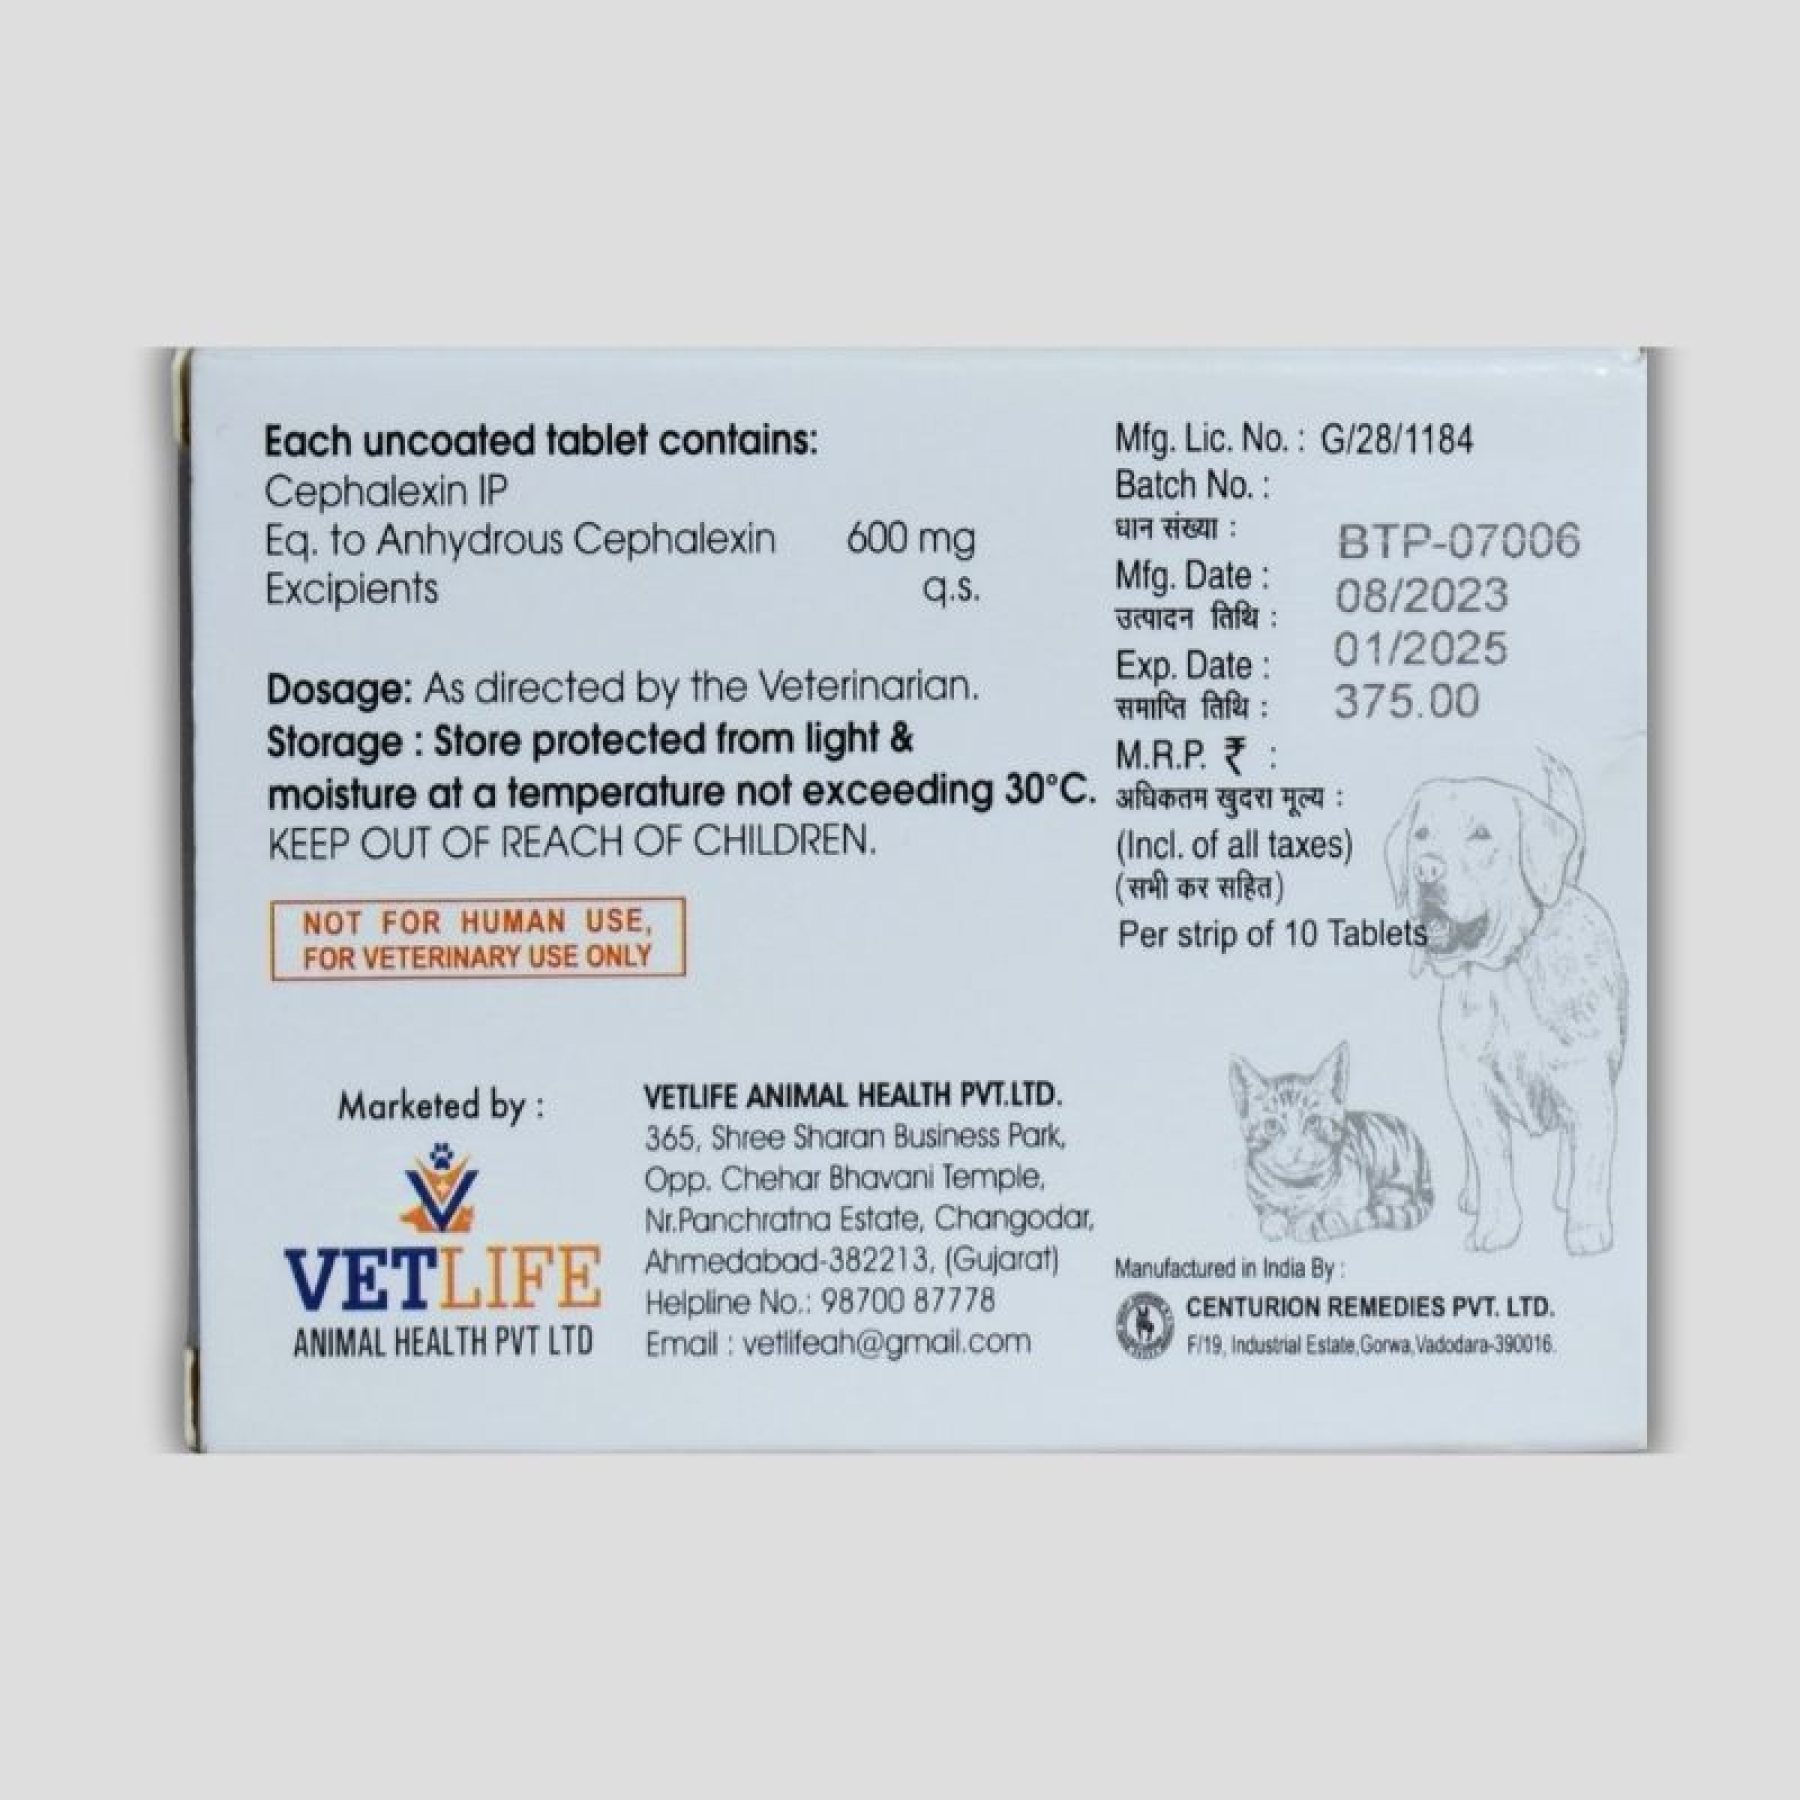 Each uncoated tablet contains:
Cephalexin IP
Eq. to Anhydrous Cephalexin 600 mg
Excipients q.s.
Dosage: As directed by the Veterinarian.
Storage : Store protected from light &
moisture at a temperature not exceeding 30°C.
KEEP OUT OF REACH OF CHILDREN.
NOT FOR HUMAN USE,
FOR VETERINARY USE ONLY
Mfg. Lic. No. : G/28/1184
Batch No. :
धान संख्या :
BTP-07006
Mfg. Date :
08/2023
उत्पादन तिथि :
Exp. Date :
01/2025
समाप्ति तिथि :
375.00
M.R.P. ₹ :
अधिकतम खुदरा मूल्य :
(Incl. of all taxes)
(सभी कर सहित)
Per strip of 10 Tablets
Marketed by :
VETLIFE
ANIMAL HEALTH PVT LTD
VETLIFE ANIMAL HEALTH PVT.LTD.
365, Shree Sharan Business Park,
Opp. Chehar Bhavani Temple,
Nr.Panchratna Estate, Changodar,
Ahmedabad-382213, (Gujarat)
Helpline No.: 98700 87778
Email : vetlifeah@gmail.com
Manufactured in India By :
CENTURION REMEDIES PVT. LTD.
F/19, Industrial Estate,Gorwa,Vadodara-390016.